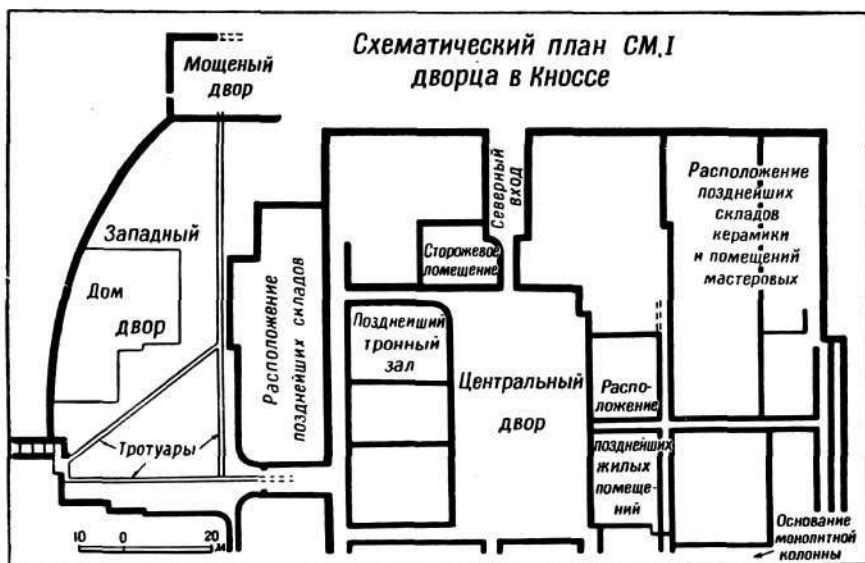 Схематический план СМ.I
дворца в Кноссе
Мощеный
двор
Западный
двор
Дом
Тротуары
Расположение
позднейших складов
Северный
вход
Сторожевое
помещение
Позднейший
тронный
зал
Центральный
двор
Расположение
позднейших
складов
керамики
и помещений
мастеровых
Располо-
ложение
позднейших
жилых
помеще-
ний
Основание
монолитной
колонны
10 0 20
м